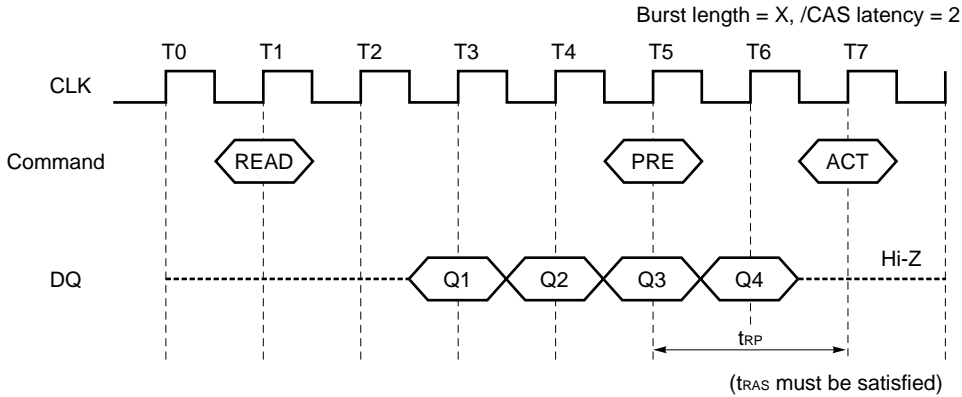 Burst length = X, /CAS latency = 2
T0 T1 T2 T3 T4 T5 T6 T7
CLK
Command READ PRE ACT
Hi-Z
DQ Q1 Q2 Q3 Q4
tRP
(tRAS must be satisfied)